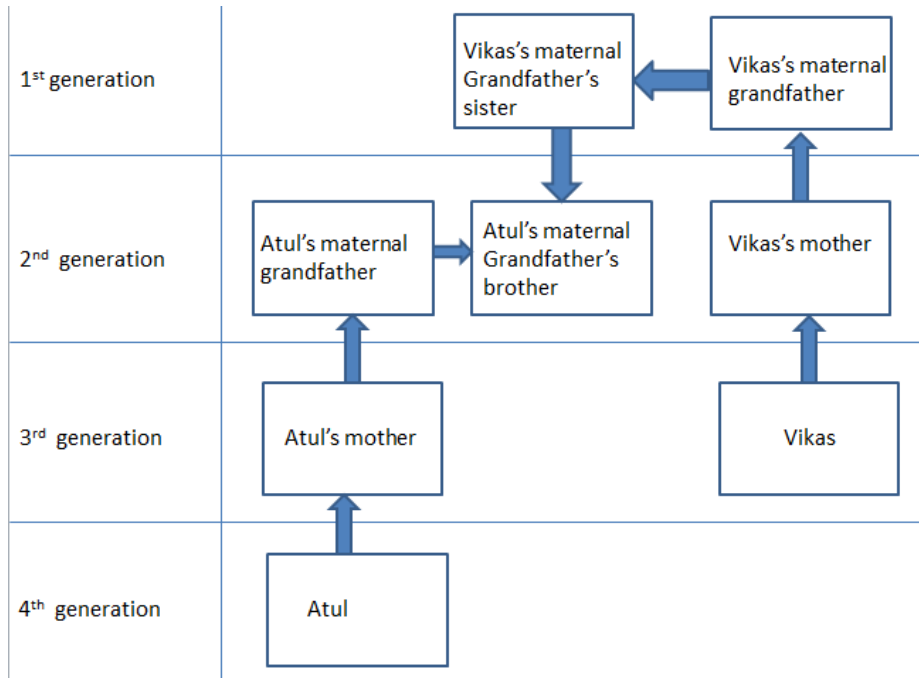 1st generation
Vikas's maternal
Grandfather's
sister
Vikas's maternal
grandfather
2nd generation
Atul's maternal
grandfather
Atul's maternal
Grandfather's
brother
Vikas's mother
3rd generation
Atul's mother
Vikas
4th generation
Atul